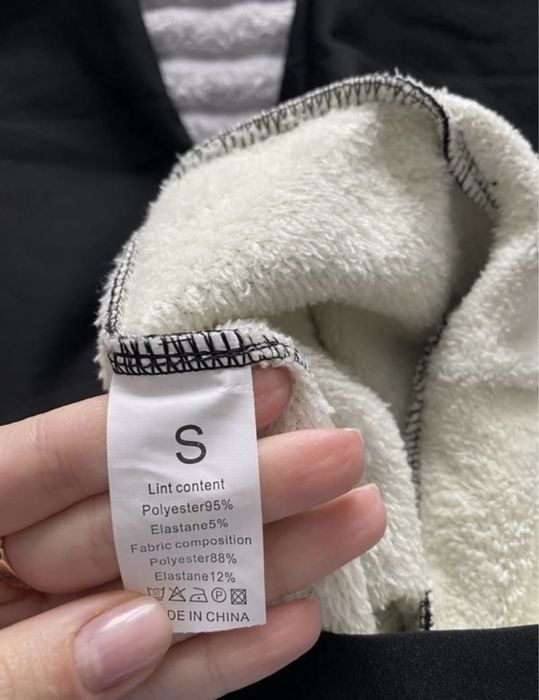 S
Lint content
Polyester95%
Elastane5%
Fabric composition
Polyester88%
Elastane12%
DE IN CHINA